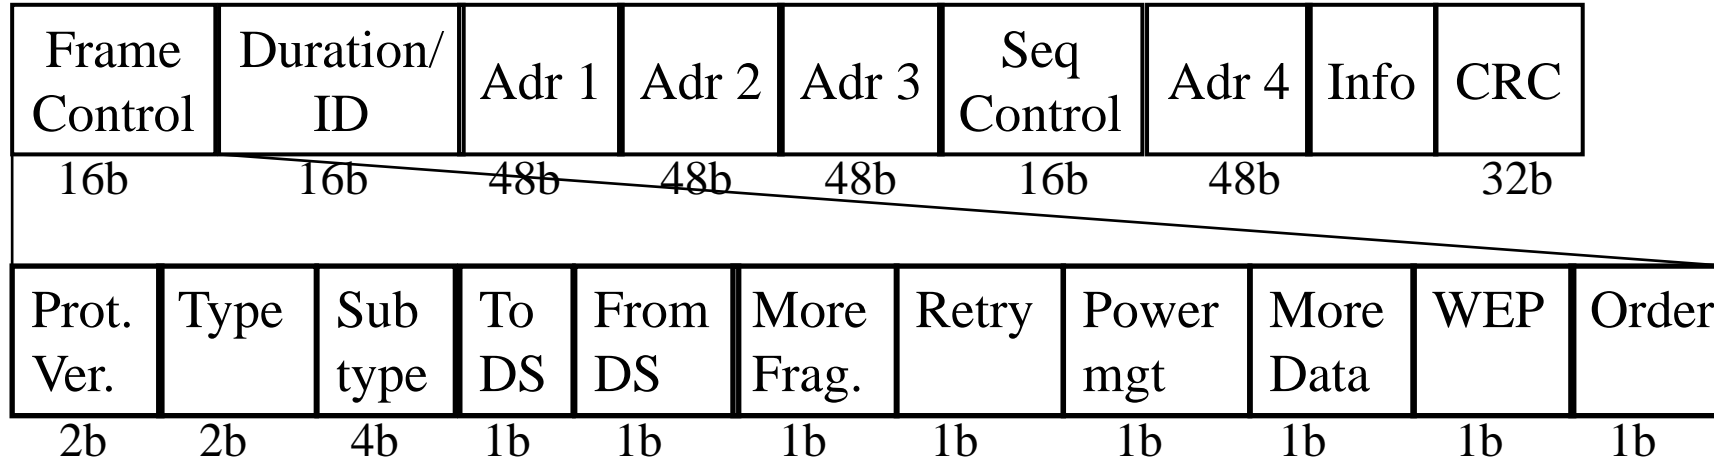 Frame Duration/ Seq
Adr 1 Adr 2 Adr 3 Adr 4 Info CRC
Control ID Control
16b 16b 48b 48b 48b 16b 48b 32b
Prot. Type Sub To From More Retry Power More WEP Order
Ver. type DS DS Frag. mgt Data
2b 2b 4b 1b 1b 1b 1b 1b 1b 1b 1b